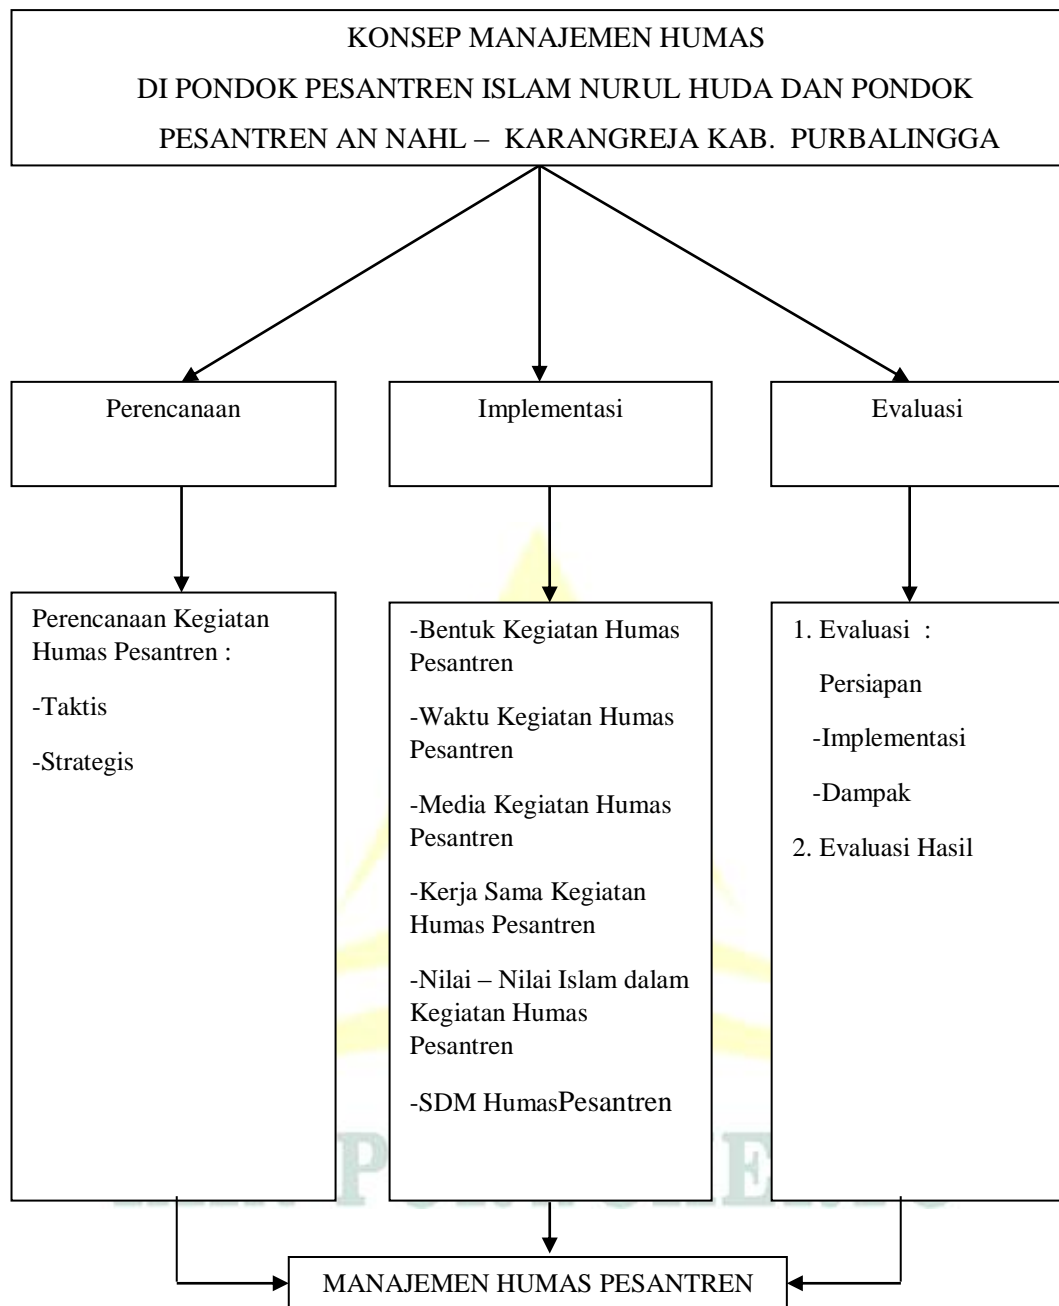 KONSEP MANAJEMEN HUMAS
DI PONDOK PESANTREN ISLAM NURUL HUDA DAN PONDOK
PESANTREN AN NAHL – KARANGREJA KAB. PURBALINGGA
Perencanaan
Implementasi
Evaluasi
Perencanaan Kegiatan
Humas Pesantren :
-Taktis
-Strategis
-Bentuk Kegiatan Humas
Pesantren
-Waktu Kegiatan Humas
Pesantren
-Media Kegiatan Humas
Pesantren
-Kerja Sama Kegiatan
Humas Pesantren
-Nilai – Nilai Islam dalam
Kegiatan Humas
Pesantren
-SDM HumasPesantren
1. Evaluasi :
Persiapan
-Implementasi
-Dampak
2. Evaluasi Hasil
MANAJEMEN HUMAS PESANTREN